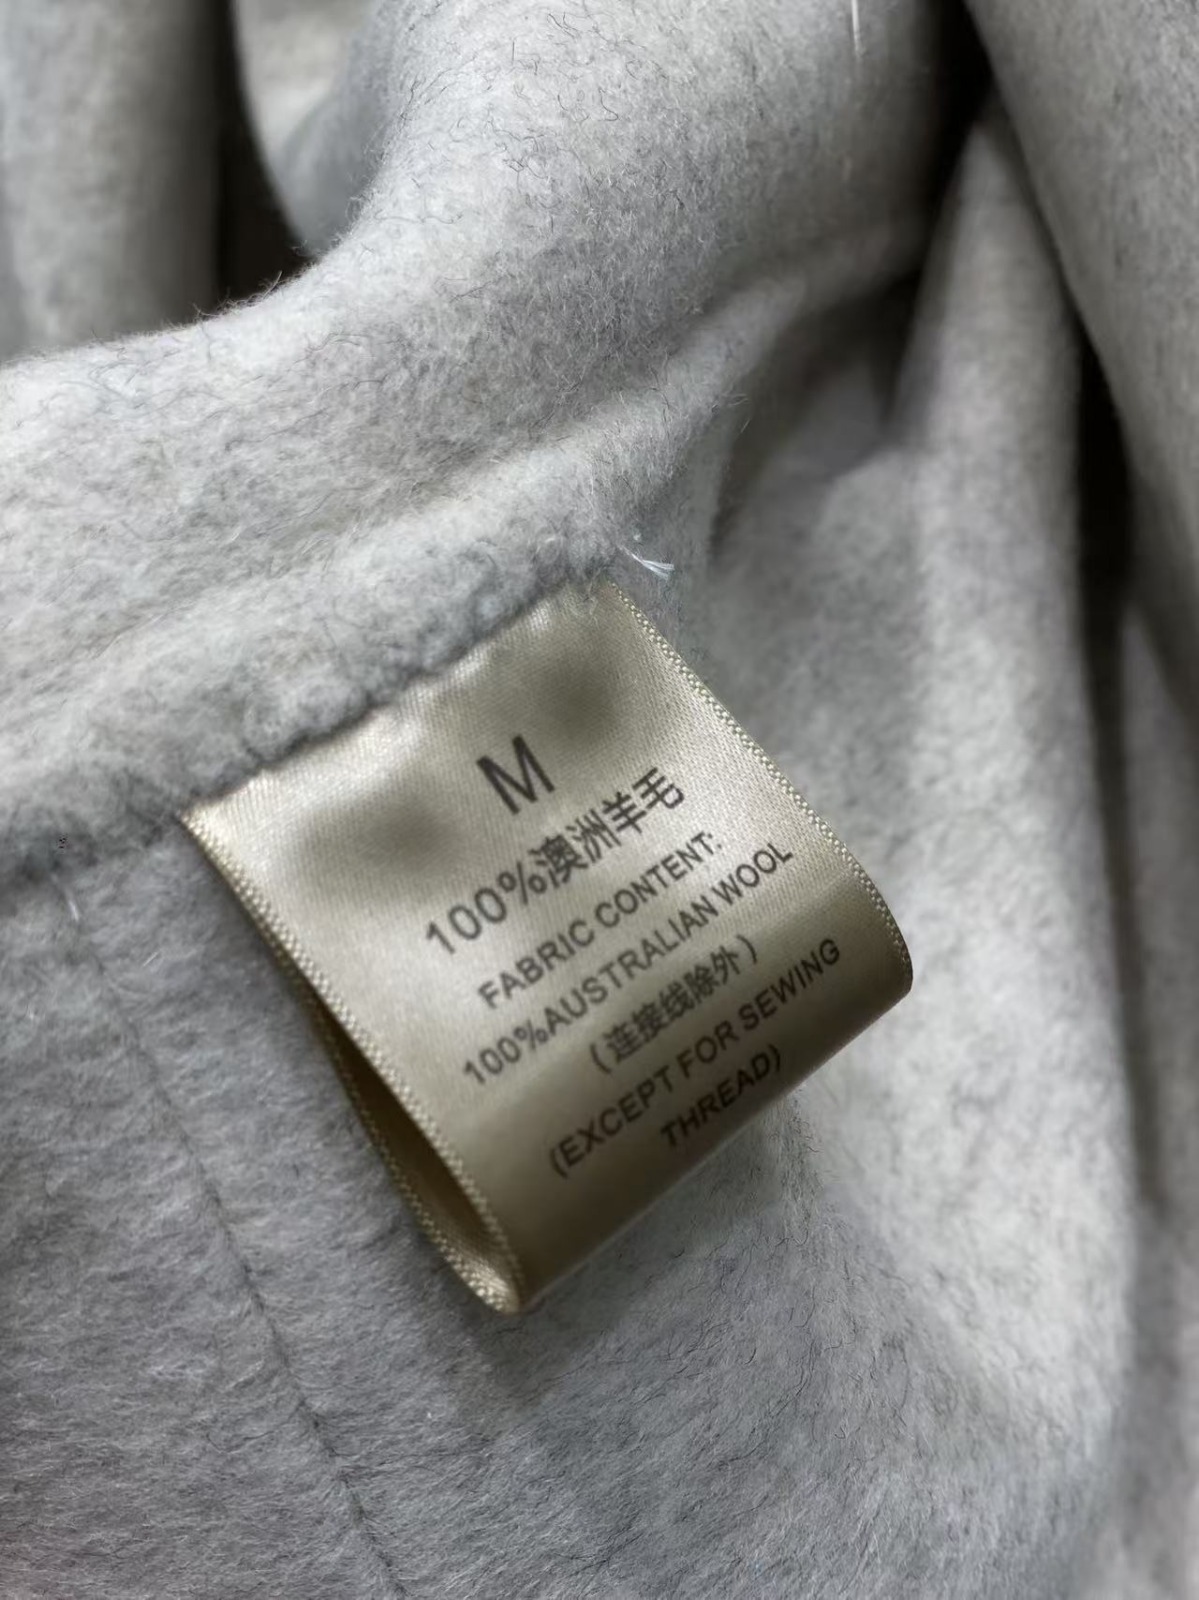 M
100%澳洲羊毛
FABRIC CONTENT:
100%AUSTRALIAN WOOL
(连接线除外)
(EXCEPT FOR SEWING
THREAD)